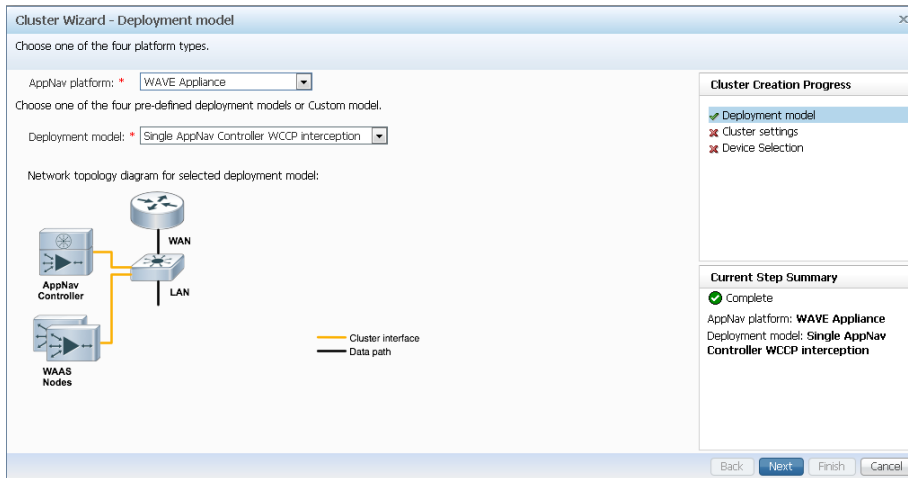 Cluster Wizard - Deployment model
Choose one of the four platform types.
AppNav platform: * WAVE Appliance
Choose one of the four pre-defined deployment models or Custom model.
Deployment model: * Single AppNav Controller WCCP interception
Network topology diagram for selected deployment model:
WAN
AppNav
Controller
LAN
WAAS
Nodes
Cluster interface
Data path
Cluster Creation Progress
Deployment model
Cluster settings
Device Selection
Current Step Summary
Complete
AppNav platform: WAVE Appliance
Deployment model: Single AppNav
Controller WCCP interception
Back Next Finish Cancel